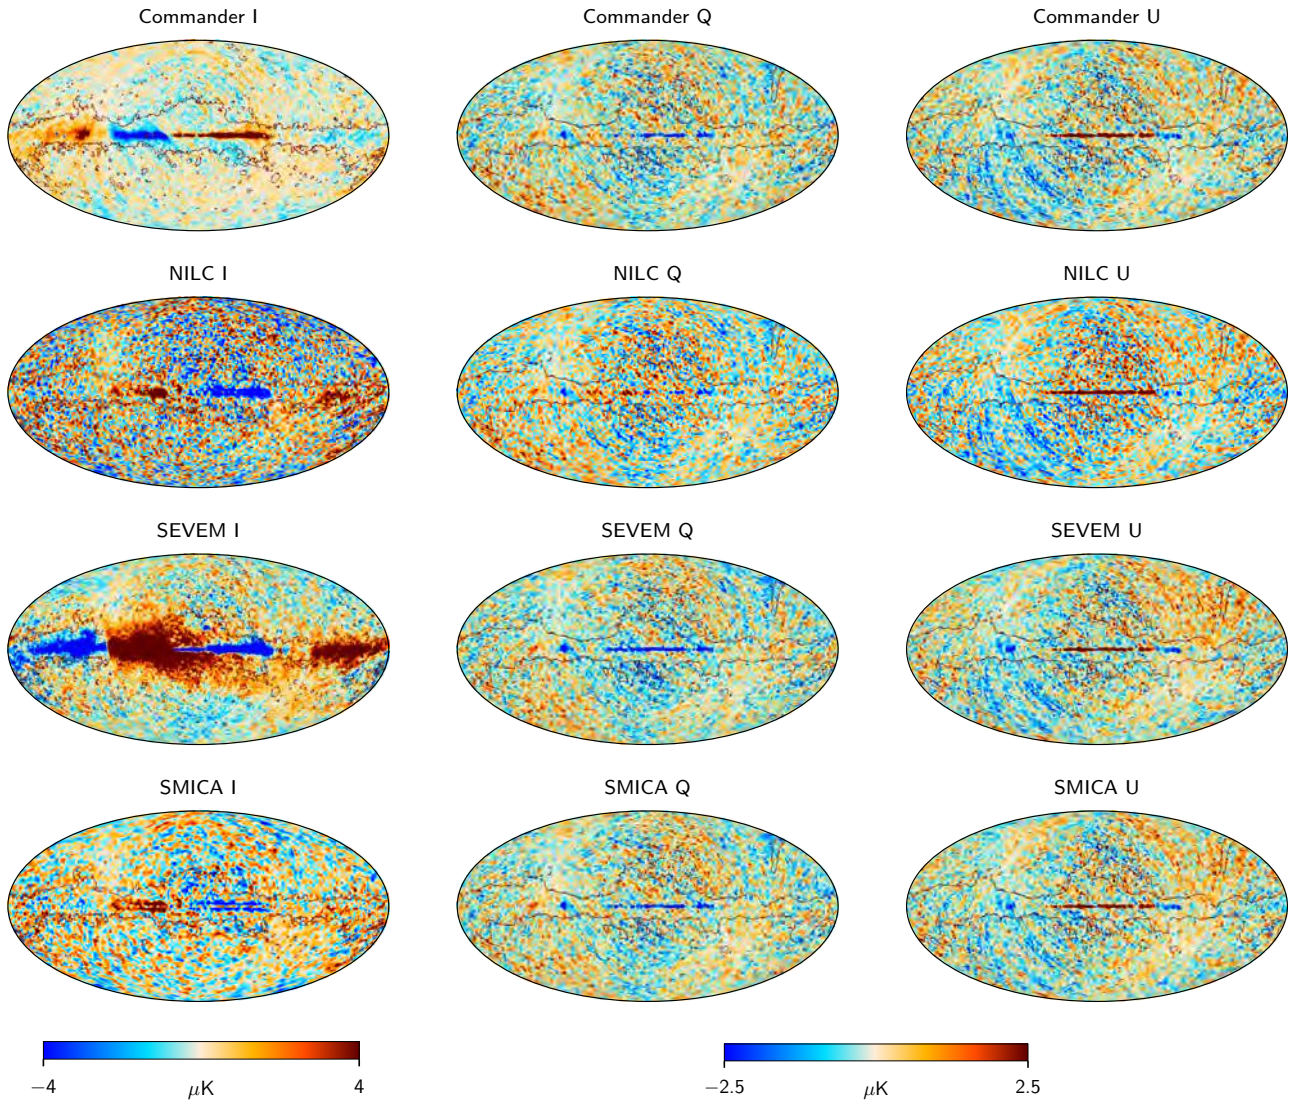 Commander I
Commander Q
Commander U
NILC I
NILC Q
NILC U
SEVEM I
SEVEM Q
SEVEM U
SMICA I
SMICA Q
SMICA U
−4 μK 4
−2.5 μK 2.5